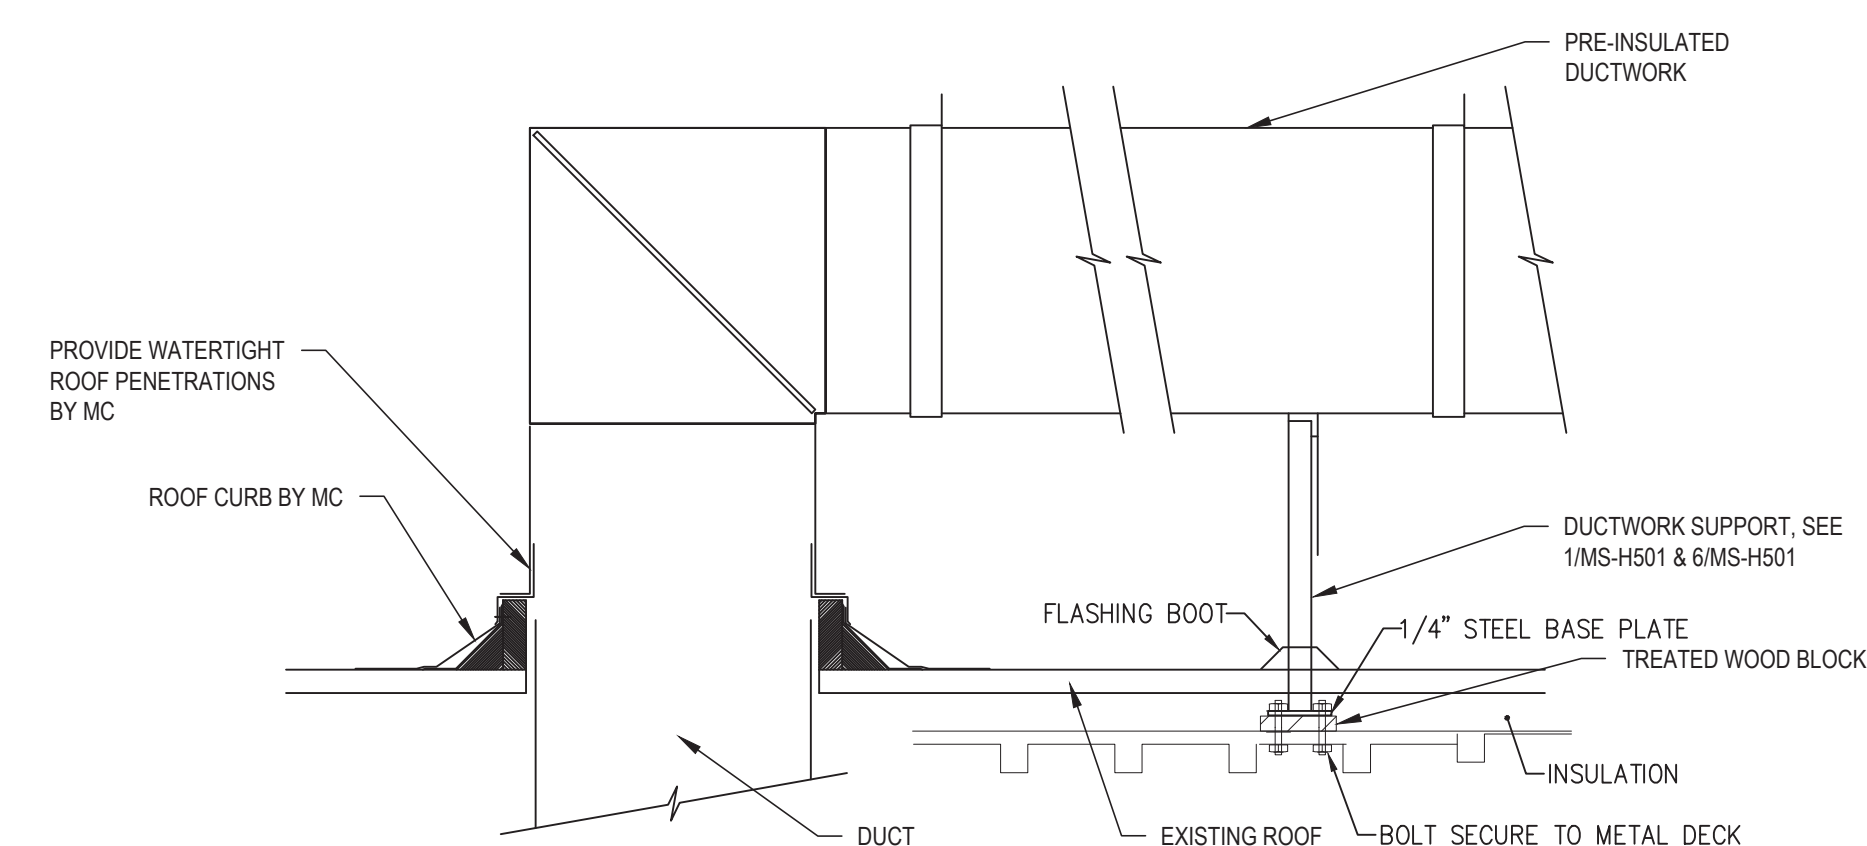 PRE-INSULATED
DUCTWORK
PROVIDE WATERTIGHT
ROOF PENETRATIONS
BY MC
ROOF CURB BY MC
DUCTWORK SUPPORT, SEE
1/MS-H501 & 6/MS-H501
FLASHING BOOT
1/4" STEEL BASE PLATE
TREATED WOOD BLOCK
INSULATION
DUCT
EXISTING ROOF
BOLT SECURE TO METAL DECK